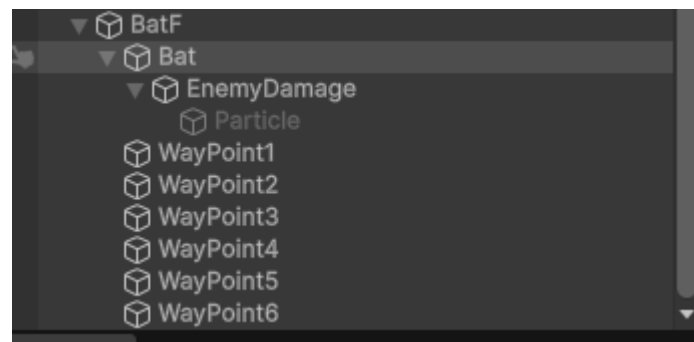 BatF
Bat
EnemyDamage
Particle
WayPoint1
WayPoint2
WayPoint3
WayPoint4
WayPoint5
WayPoint6